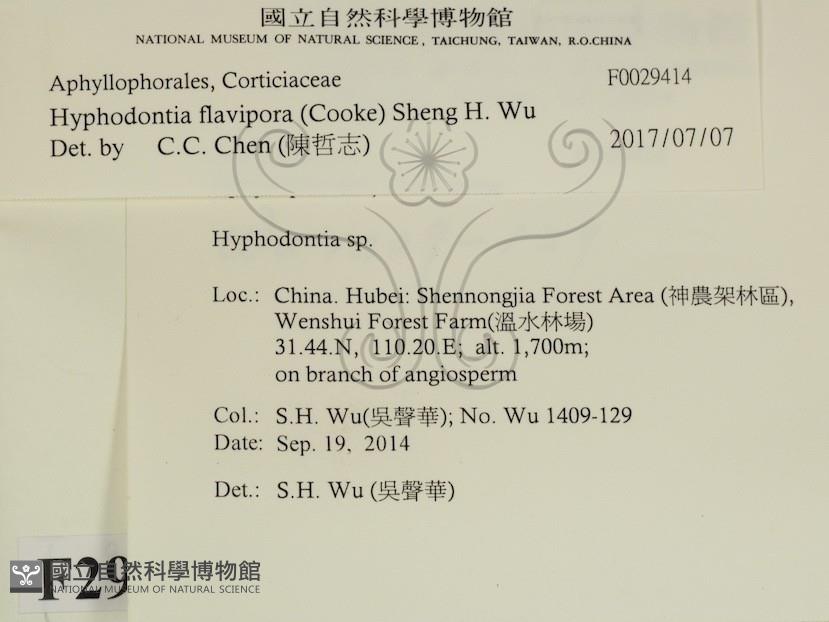 國立自然科學博物館
NATIONAL MUSEUM OF NATURAL SCIENCE, TAICHUNG, TAIWAN, R.O.CHINA
Aphyllophorales, Corticiaceae F0029414
Hyphodontia flavipora (Cooke) Sheng H. Wu
Det. by C.C. Chen (陳哲志) 2017/07/07
Hyphodontia sp.
Loc.: China. Hubei: Shennongjia Forest Area (神農架林區),
Wenshui Forest Farm(溫水林場)
31.44.N, 110.20.E; alt. 1,700m;
on branch of angiosperm
Col.: S.H. Wu(吳聲華); No. Wu 1409-129
Date: Sep. 19, 2014
Det.: S.H. Wu (吳聲華)
F29
國立自然科學博物館
NATIONAL MUSEUM OF NATURAL SCIENCE